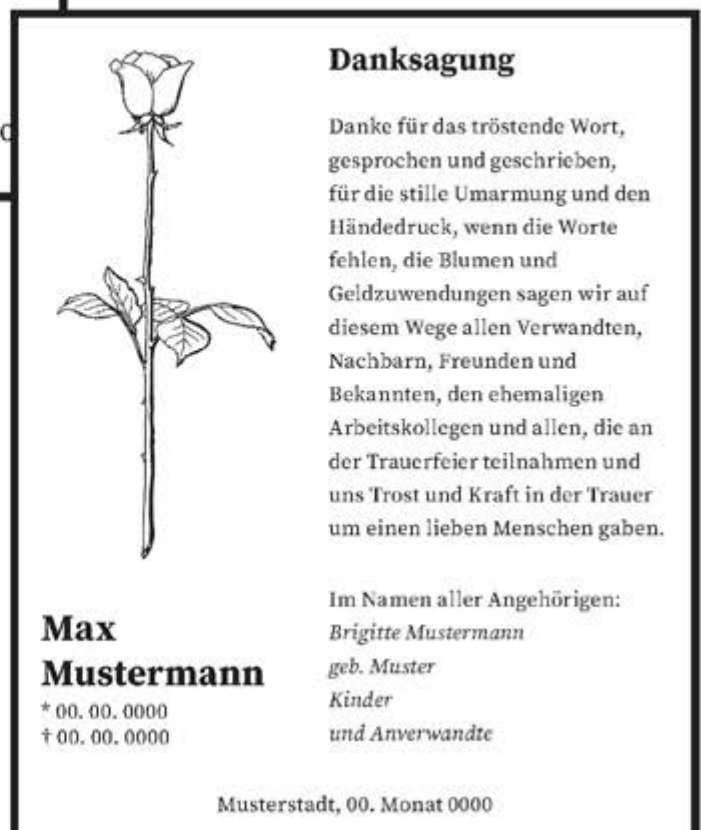 Danksagung
Danke für das tröstende Wort,
gesprochen und geschrieben,
für die stille Umarmung und den
Händedruck, wenn die Worte
fehlen, die Blumen und
Geldzuwendungen sagen wir auf
diesem Wege allen Verwandten,
Nachbarn, Freunden und
Bekannten, den ehemaligen
Arbeitskollegen und allen, die an
der Trauerfeier teilnahmen und
uns Trost und Kraft in der Trauer
um einen lieben Menschen gaben.
Im Namen aller Angehörigen:
Brigitte Mustermann
geb. Muster
Kinder
und Anverwandte
Max
Mustermann
* 00. 00. 0000
† 00. 00. 0000
Musterstadt, 00. Monat 0000